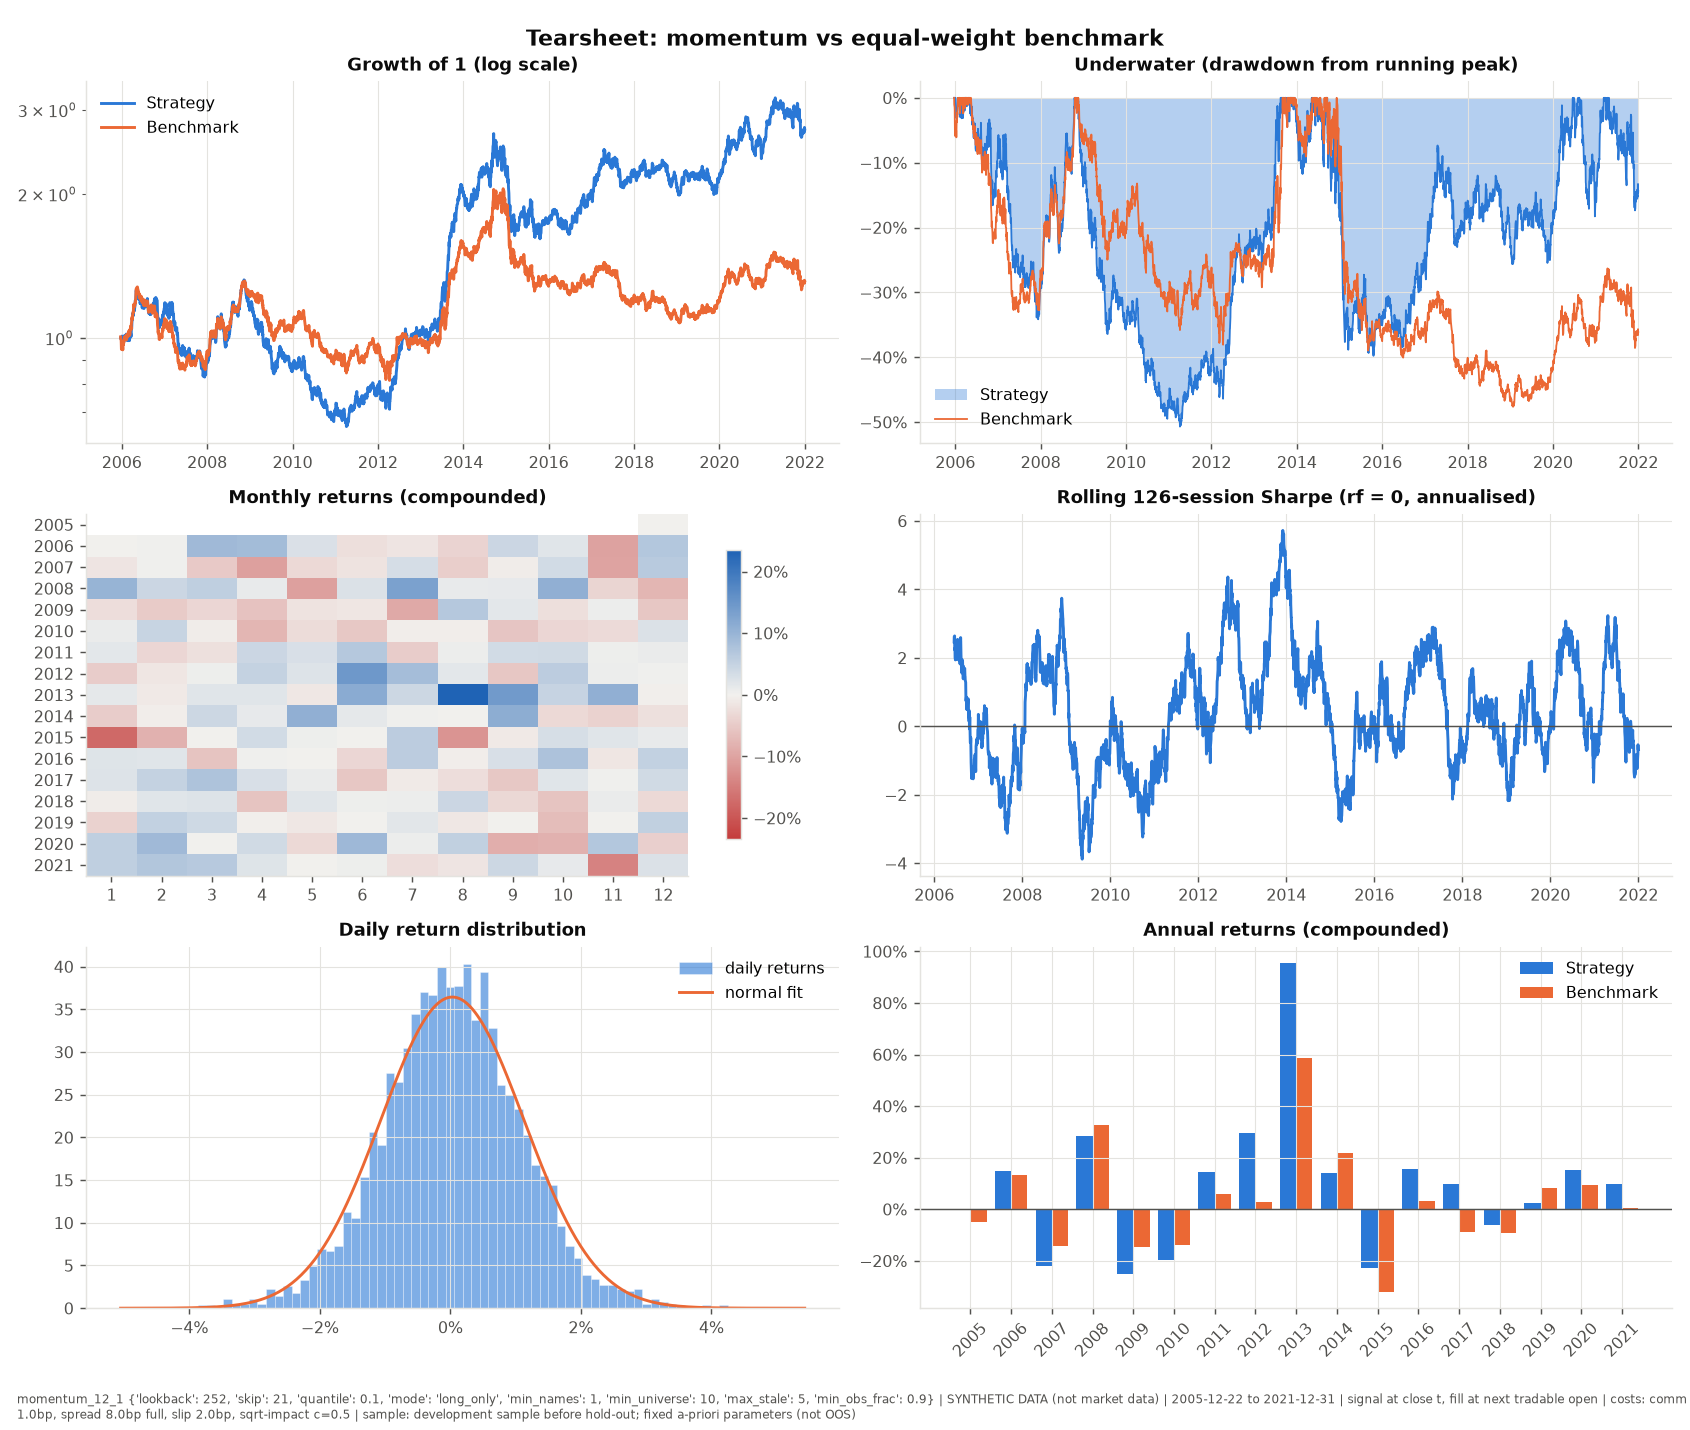 Tearsheet: momentum vs equal-weight benchmark
Growth of 1 (log scale)
Strategy
Benchmark
3 × 10⁰
2 × 10⁰
10⁰
2006 2008 2010 2012 2014 2016 2018 2020 2022
Underwater (drawdown from running peak)
0%
−10%
−20%
−30%
−40%
−50%
Strategy
Benchmark
2006 2008 2010 2012 2014 2016 2018 2020 2022
Monthly returns (compounded)
2005
2006
2007
2008
2009
2010
2011
2012
2013
2014
2015
2016
2017
2018
2019
2020
2021
1 2 3 4 5 6 7 8 9 10 11 12
20%
10%
0%
−10%
−20%
Rolling 126-session Sharpe (rf = 0, annualised)
6
4
2
0
−2
−4
2006 2008 2010 2012 2014 2016 2018 2020 2022
Daily return distribution
40
35
30
25
20
15
10
5
0
daily returns
normal fit
−4% −2% 0% 2% 4%
Annual returns (compounded)
100%
80%
60%
40%
20%
0%
−20%
Strategy
Benchmark
2005 2006 2007 2008 2009 2010 2011 2012 2013 2014 2015 2016 2017 2018 2019 2020 2021
momentum_12_1 {'lookback': 252, 'skip': 21, 'quantile': 0.1, 'mode': 'long_only', 'min_names': 1, 'min_universe': 10, 'max_stale': 5, 'min_obs_frac': 0.9} | SYNTHETIC DATA (not market data) | 2005-12-22 to 2021-12-31 | signal at close t, fill at next tradable open | costs: comm
1.0bp, spread 8.0bp full, slip 2.0bp, sqrt-impact c=0.5 | sample: development sample before hold-out; fixed a-priori parameters (not OOS)